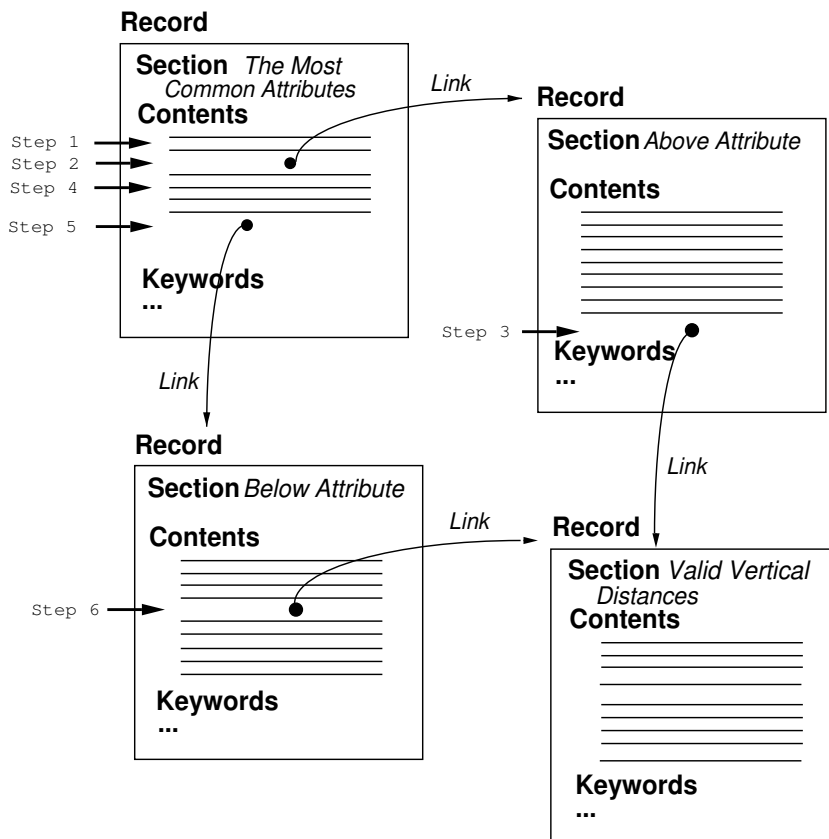 Record
Section The Most
Common Attributes
Contents
Step 1
Step 2
Step 4
Step 5
Keywords
...
Link
Record
Section Above Attribute
Contents
Step 3
Keywords
...
Link
Link
Record
Section Below Attribute
Contents
Step 6
Keywords
...
Link
Record
Section Valid Vertical
Distances
Contents
Keywords
...